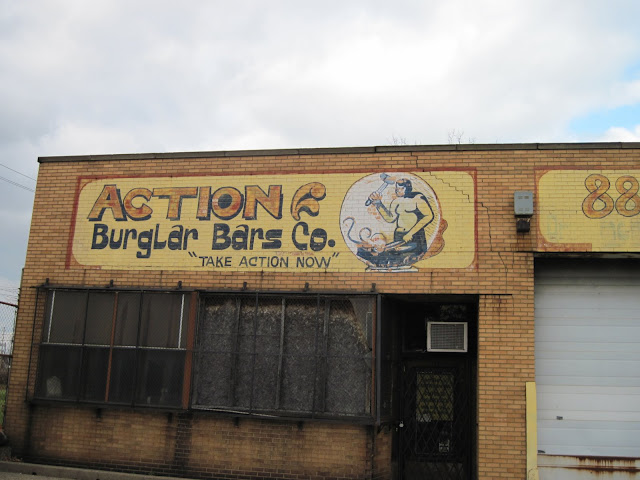 ACTION
Burglar Bars Co.
"TAKE ACTION NOW"
88